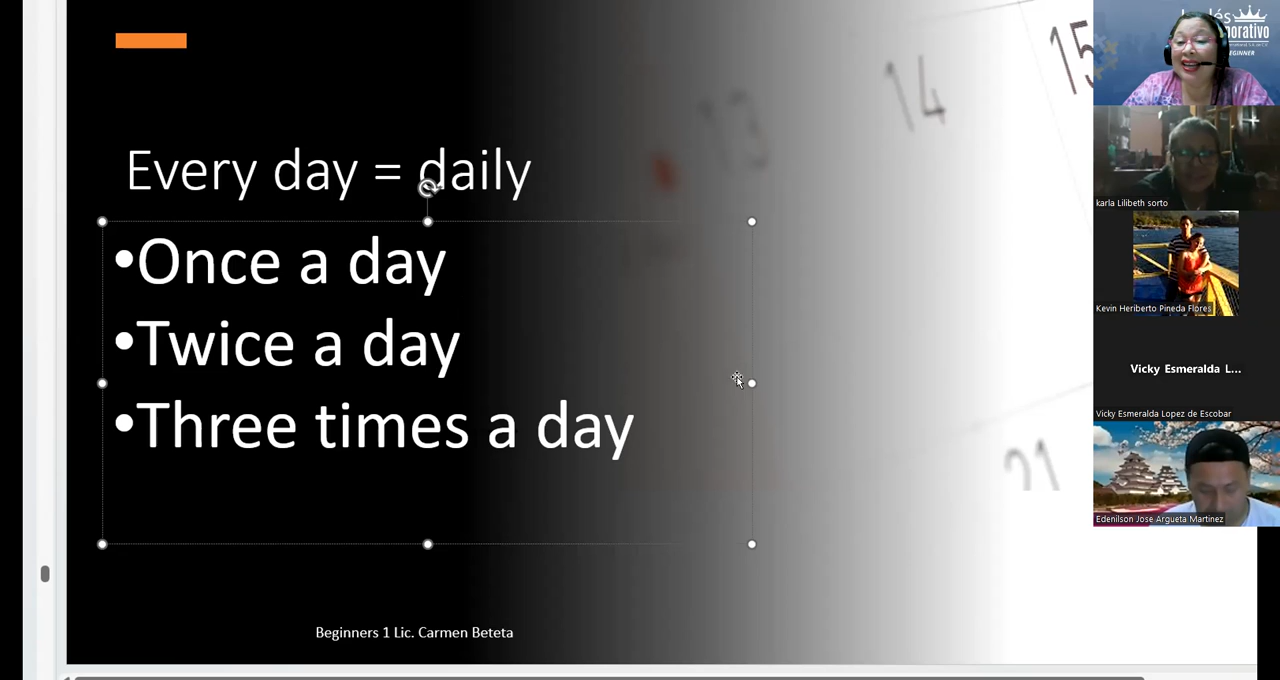 Every day = daily
•Once a day
•Twice a day
•Three times a day
Beginners 1 Lic. Carmen Beteta
13
14
15
21
karla Lilibeth sorto
Kevin Heriberto Pineda Flores
Vicky Esmeralda L...
Vicky Esmeralda Lopez de Escobar
Edenilson Jose Argueta Martinez